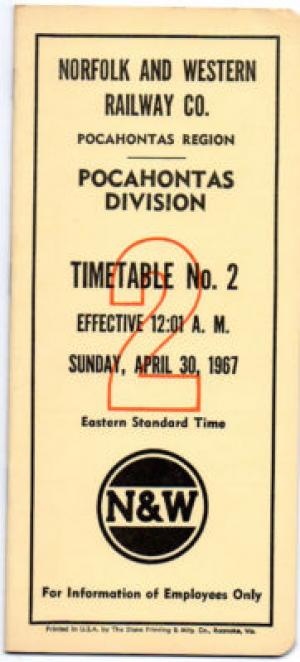 NORFOLK AND WESTERN
RAILWAY CO.
POCAHONTAS REGION
POCAHONTAS
DIVISION
2
TIMETABLE No. 2
EFFECTIVE 12:01 A. M.
SUNDAY, APRIL 30, 1967
Eastern Standard Time
N&W
For Information of Employees Only
Printed in U.S.A. by The Stone Printing & Mfg. Co., Roanoke, Va.